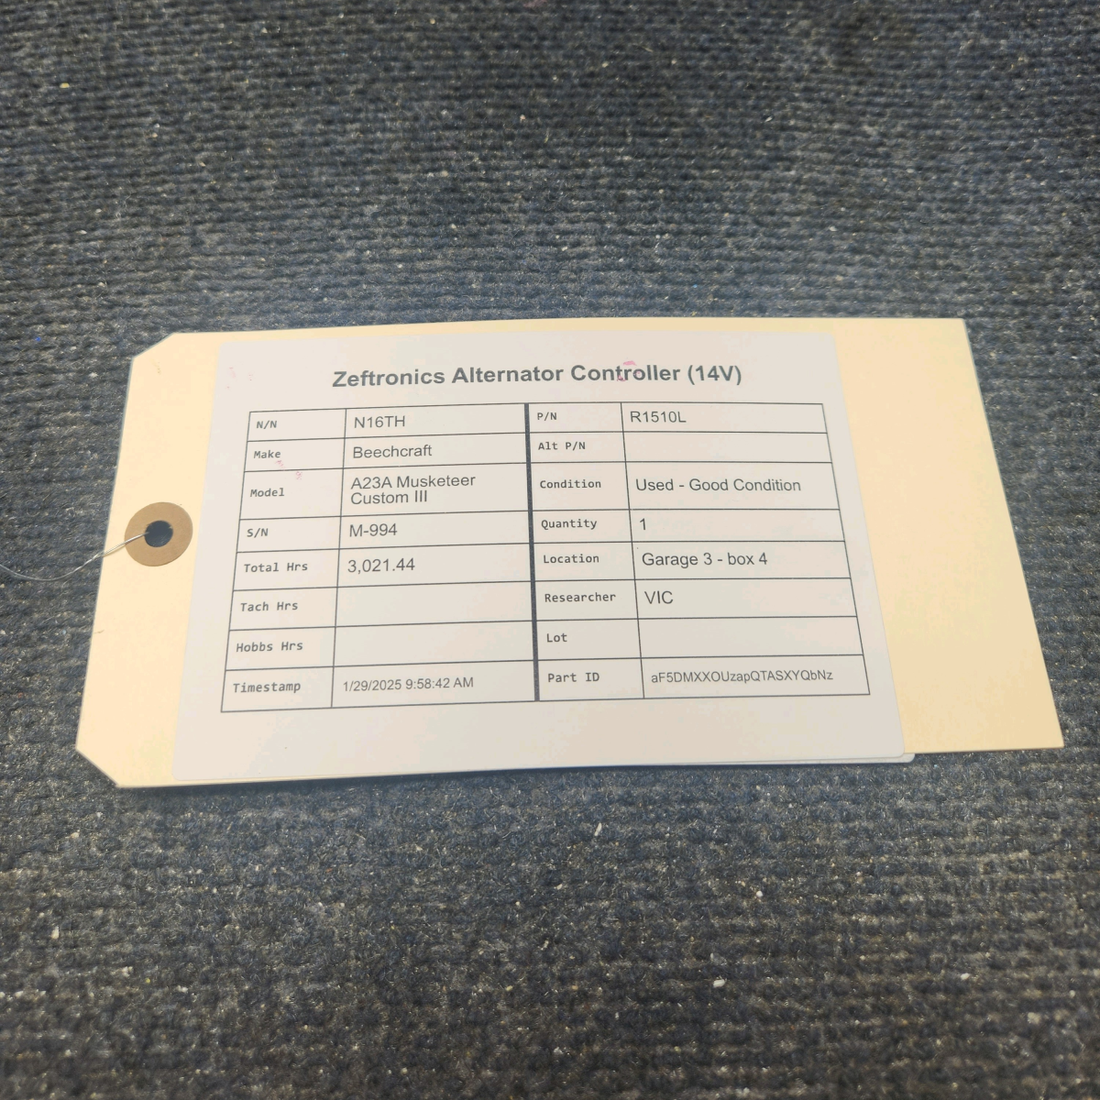 Zeftronics Alternator Controller (14V)
N/N N16TH P/N R1510L
Make Beechcraft Alt P/N
Model A23A Musketeer Custom III Condition Used - Good Condition
S/N M-994 Quantity 1
Total Hrs 3,021.44 Location Garage 3 - box 4
Tach Hrs Researcher VIC
Hobbs Hrs Lot
Timestamp 1/29/2025 9:58:42 AM Part ID aF5DMXXOUzapQTASXYQbNz